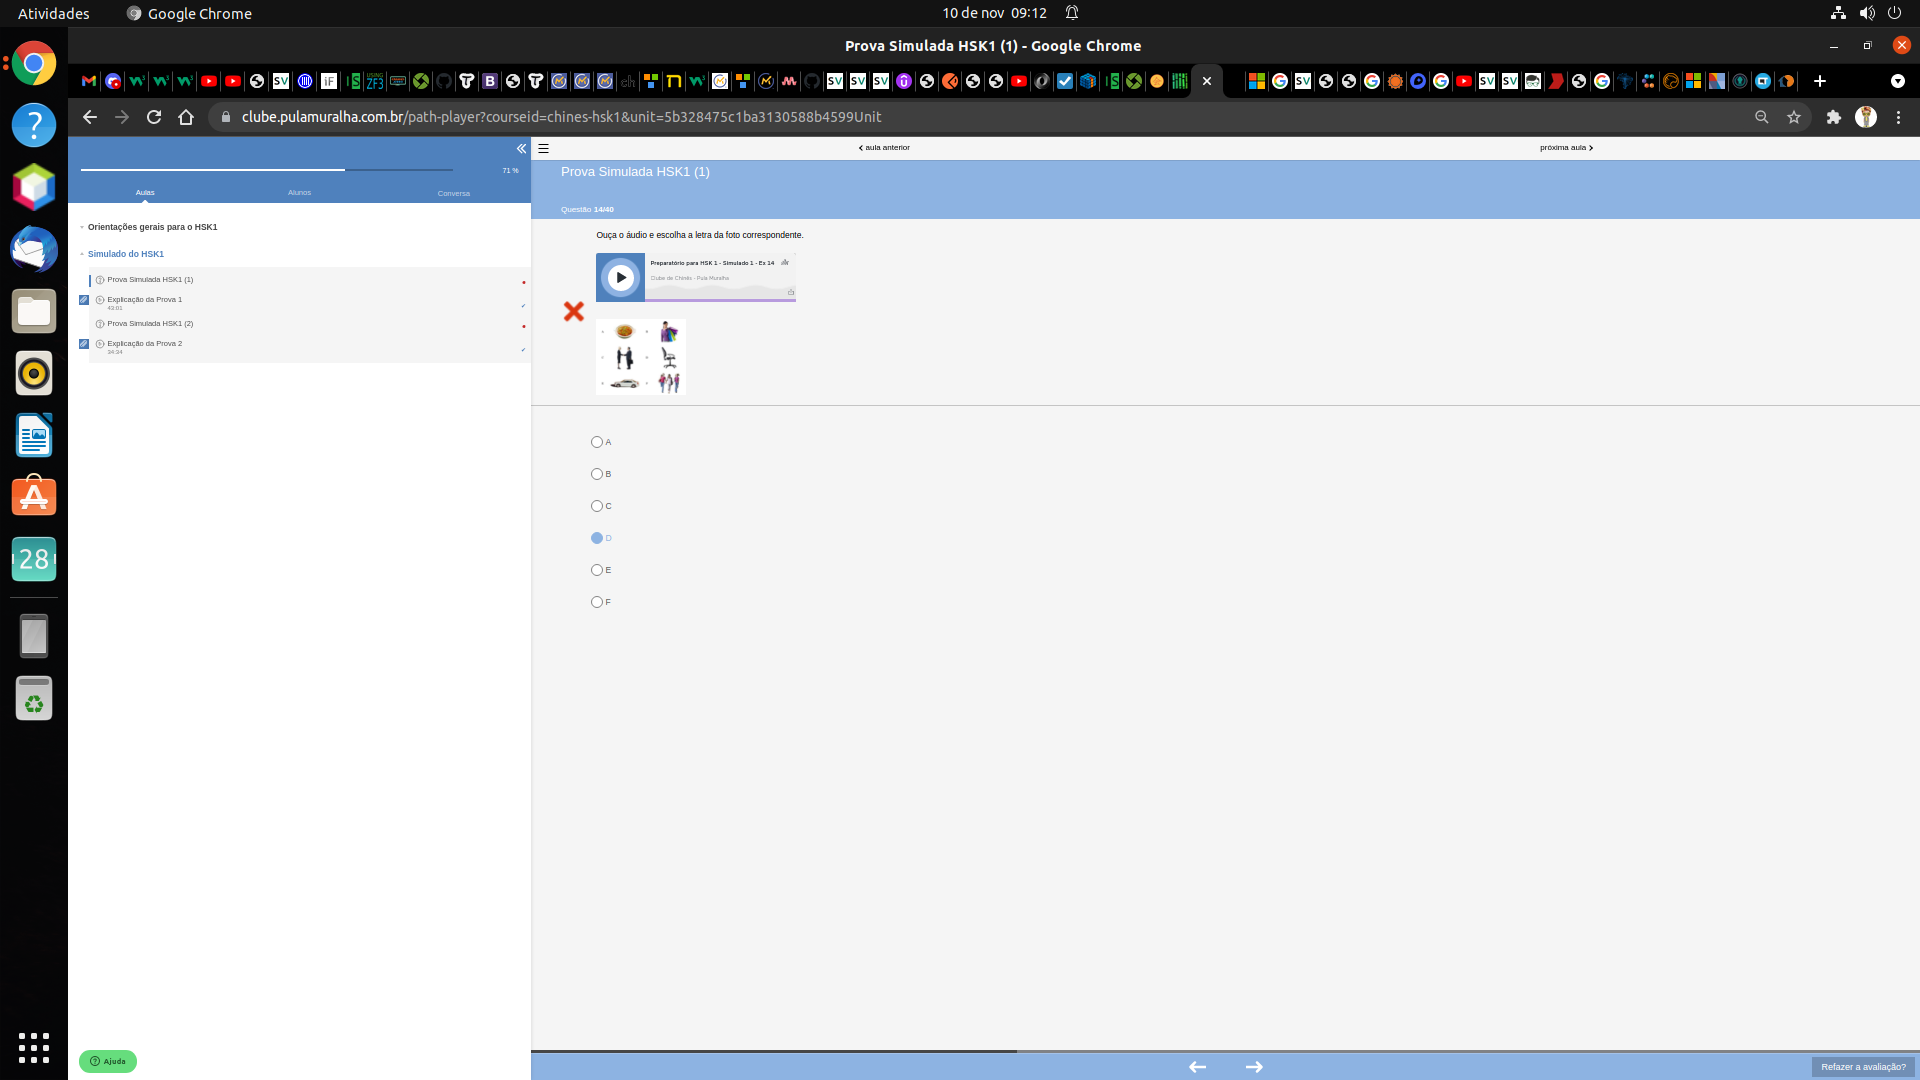 Atividades
Google Chrome
10 de nov 09:12
Prova Simulada HSK1 (1) - Google Chrome
clube.pulamuralha.com.br/path-player?courseid=chines-hsk1&unit=5b328475c1ba3130588b4599Unit
71 %
Aulas
Alunos
Conversa
Orientações gerais para o HSK1
Simulado do HSK1
Prova Simulada HSK1 (1)
Explicação da Prova 1
43:01
Prova Simulada HSK1 (2)
Explicação da Prova 2
34:34
Ajuda
aula anterior
próxima aula
Prova Simulada HSK1 (1)
Questão 14/40
Ouça o áudio e escolha a letra da foto correspondente.
Preparatório para HSK 1 - Simulado 1 - Ex 14
Clube de Chinês - Pula Muralha
A
B
C
D
E
F
Refazer a avaliação?
28